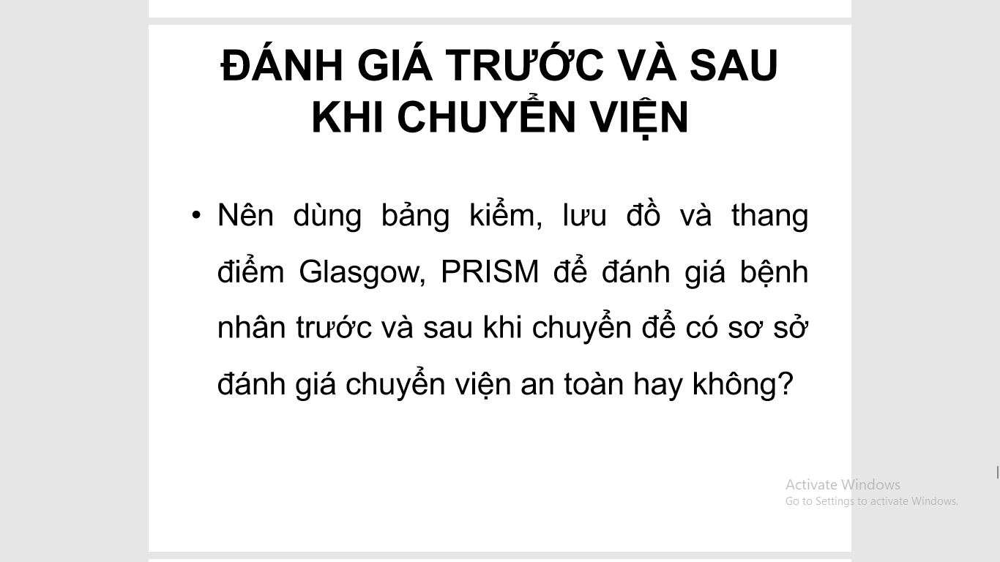 ĐÁNH GIÁ TRƯỚC VÀ SAU
KHI CHUYỂN VIỆN
• Nên dùng bảng kiểm, lưu đồ và thang
điểm Glasgow, PRISM để đánh giá bệnh
nhân trước và sau khi chuyển để có sơ sở
đánh giá chuyển viện an toàn hay không?
Activate Windows
Go to Settings to activate Windows.